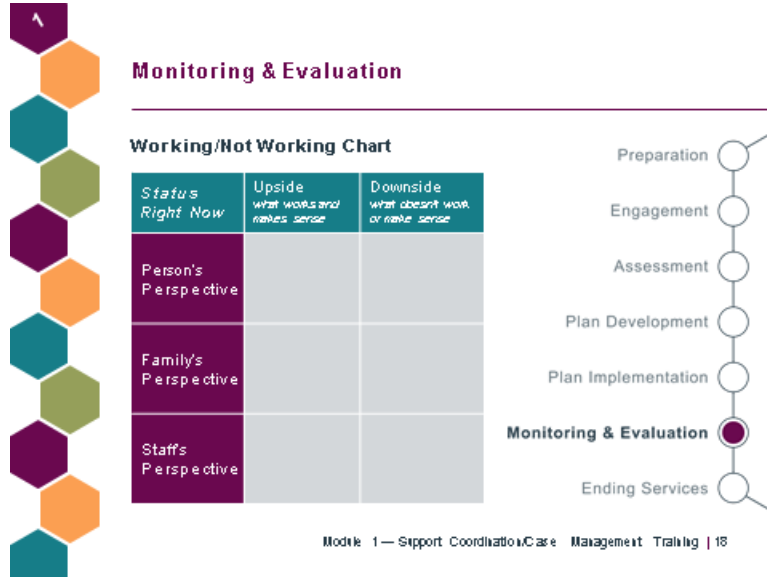 1
Monitoring & Evaluation
Working/Not Working Chart
Status
Right Now
Upside
what works and
makes sense
Downside
what doesn't work
or make sense
Person's
Perspective
Family's
Perspective
Staff's
Perspective
Preparation
Engagement
Assessment
Plan Development
Plan Implementation
Monitoring & Evaluation
Ending Services
Module 1— Support Coordination/Case Management Training | 18